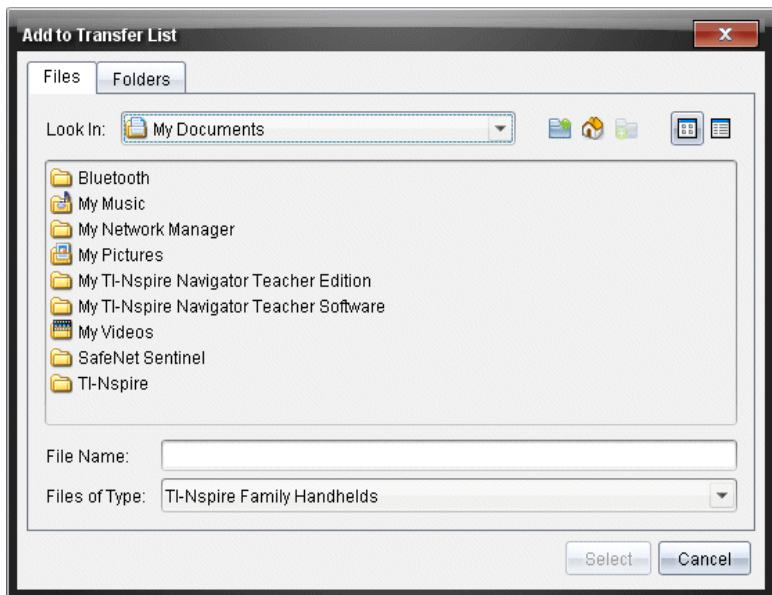 Add to Transfer List
Files Folders
Look In: My Documents
Bluetooth
My Music
My Network Manager
My Pictures
My TI-Nspire Navigator Teacher Edition
My TI-Nspire Navigator Teacher Software
My Videos
SafeNet Sentinel
TI-Nspire
File Name:
Files of Type: TI-Nspire Family Handhelds
Select Cancel